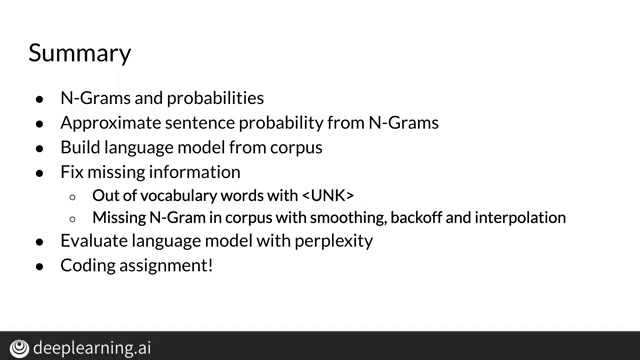 Summary
● N-Grams and probabilities
● Approximate sentence probability from N-Grams
● Build language model from corpus
● Fix missing information
○ Out of vocabulary words with <UNK>
○ Missing N-Gram in corpus with smoothing, backoff and interpolation
● Evaluate language model with perplexity
● Coding assignment!
deeplearning.ai